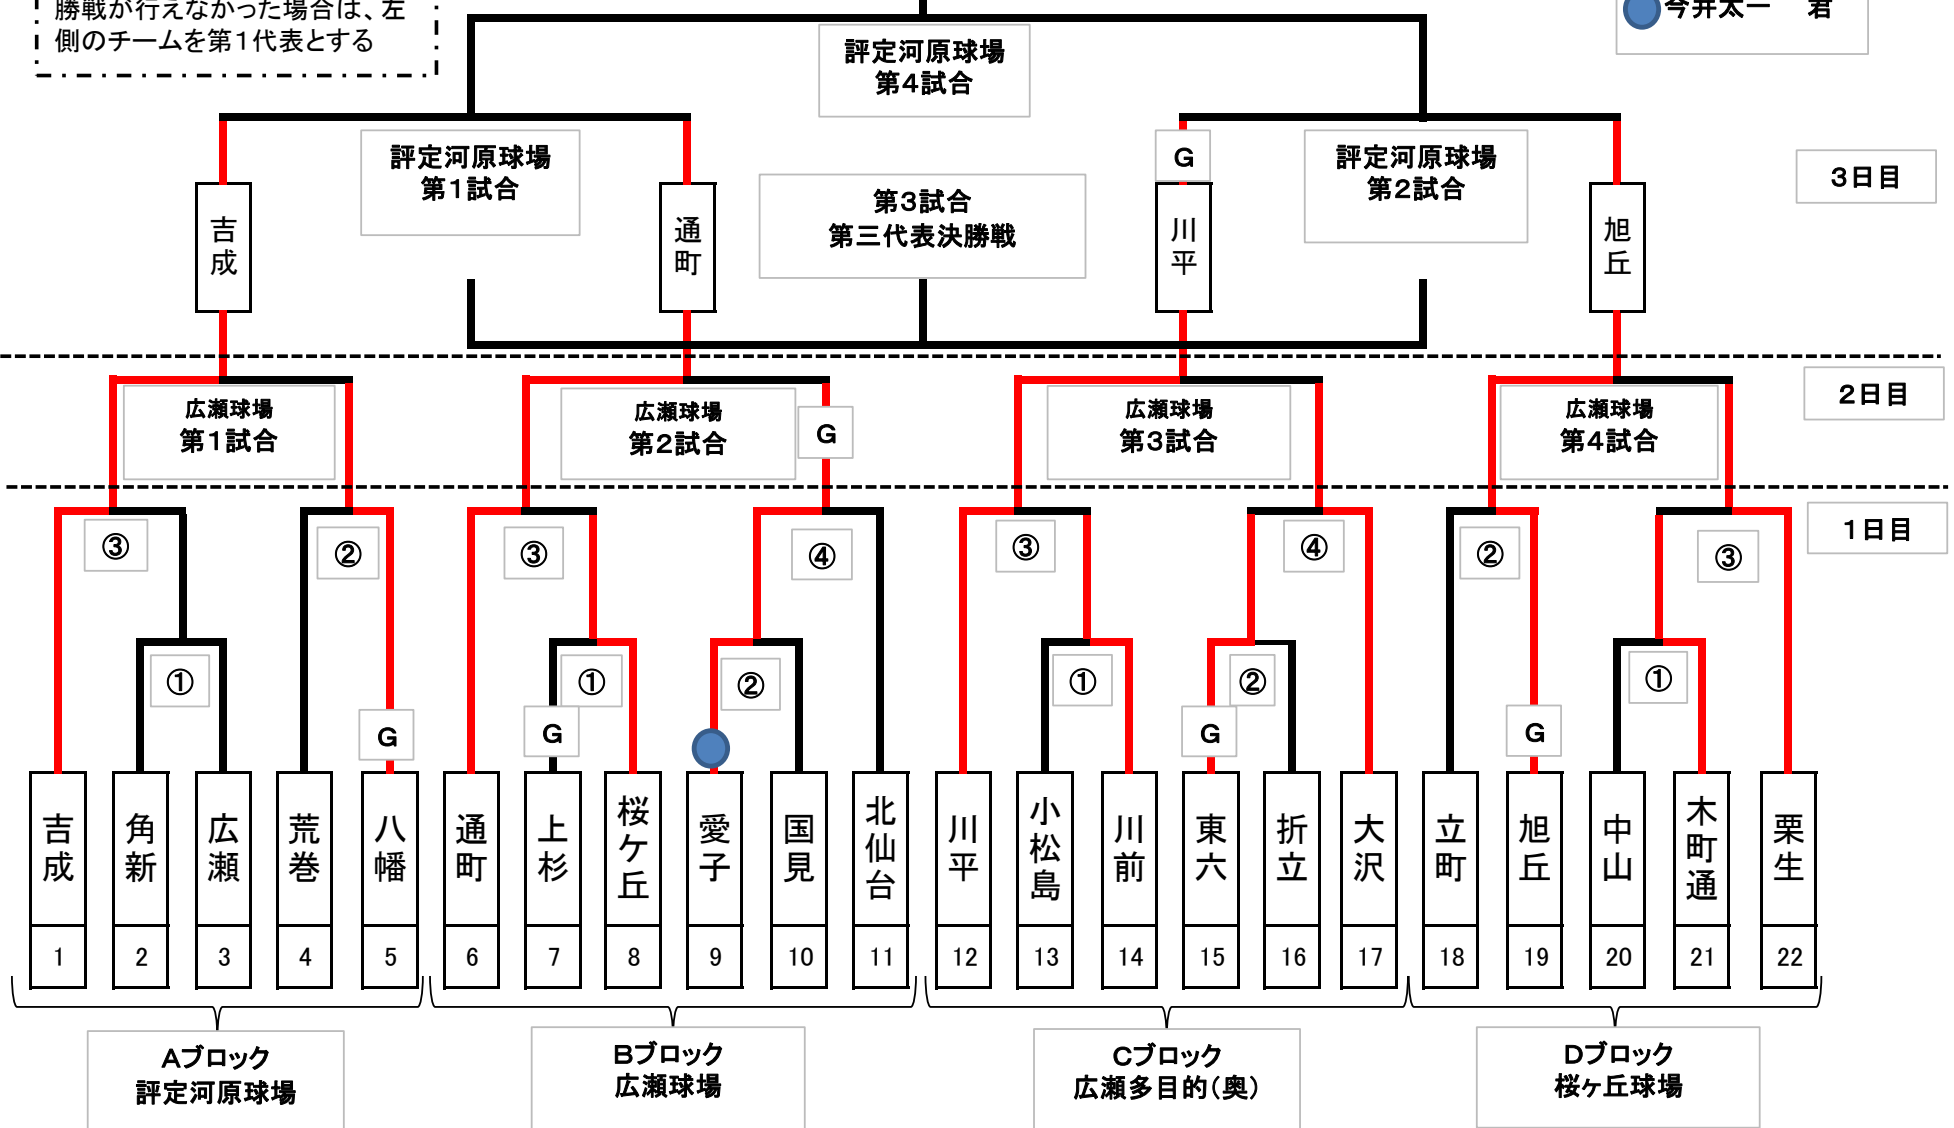 勝戦が行えなかった場合は、左
側のチームを第1代表とする
今井太一 君
評定河原球場
第4試合
評定河原球場
第1試合
G
評定河原球場
第2試合
3日目
第3試合
第三代表決勝戦
吉成
通町
川平
旭丘
広瀬球場
第1試合
広瀬球場
第2試合
G
広瀬球場
第3試合
広瀬球場
第4試合
2日目
1日目
③
②
③
④
③
④
②
③
①
①
②
①
②
①
G
G
G
G
吉成
角新
広瀬
荒巻
八幡
通町
上杉
桜ケ丘
愛子
国見
北仙台
川平
小松島
川前
東六
折立
大沢
立町
旭丘
中山
木町通
栗生
1
2
3
4
5
6
7
8
9
10
11
12
13
14
15
16
17
18
19
20
21
22
Aブロック
評定河原球場
Bブロック
広瀬球場
Cブロック
広瀬多目的(奥)
Dブロック
桜ヶ丘球場